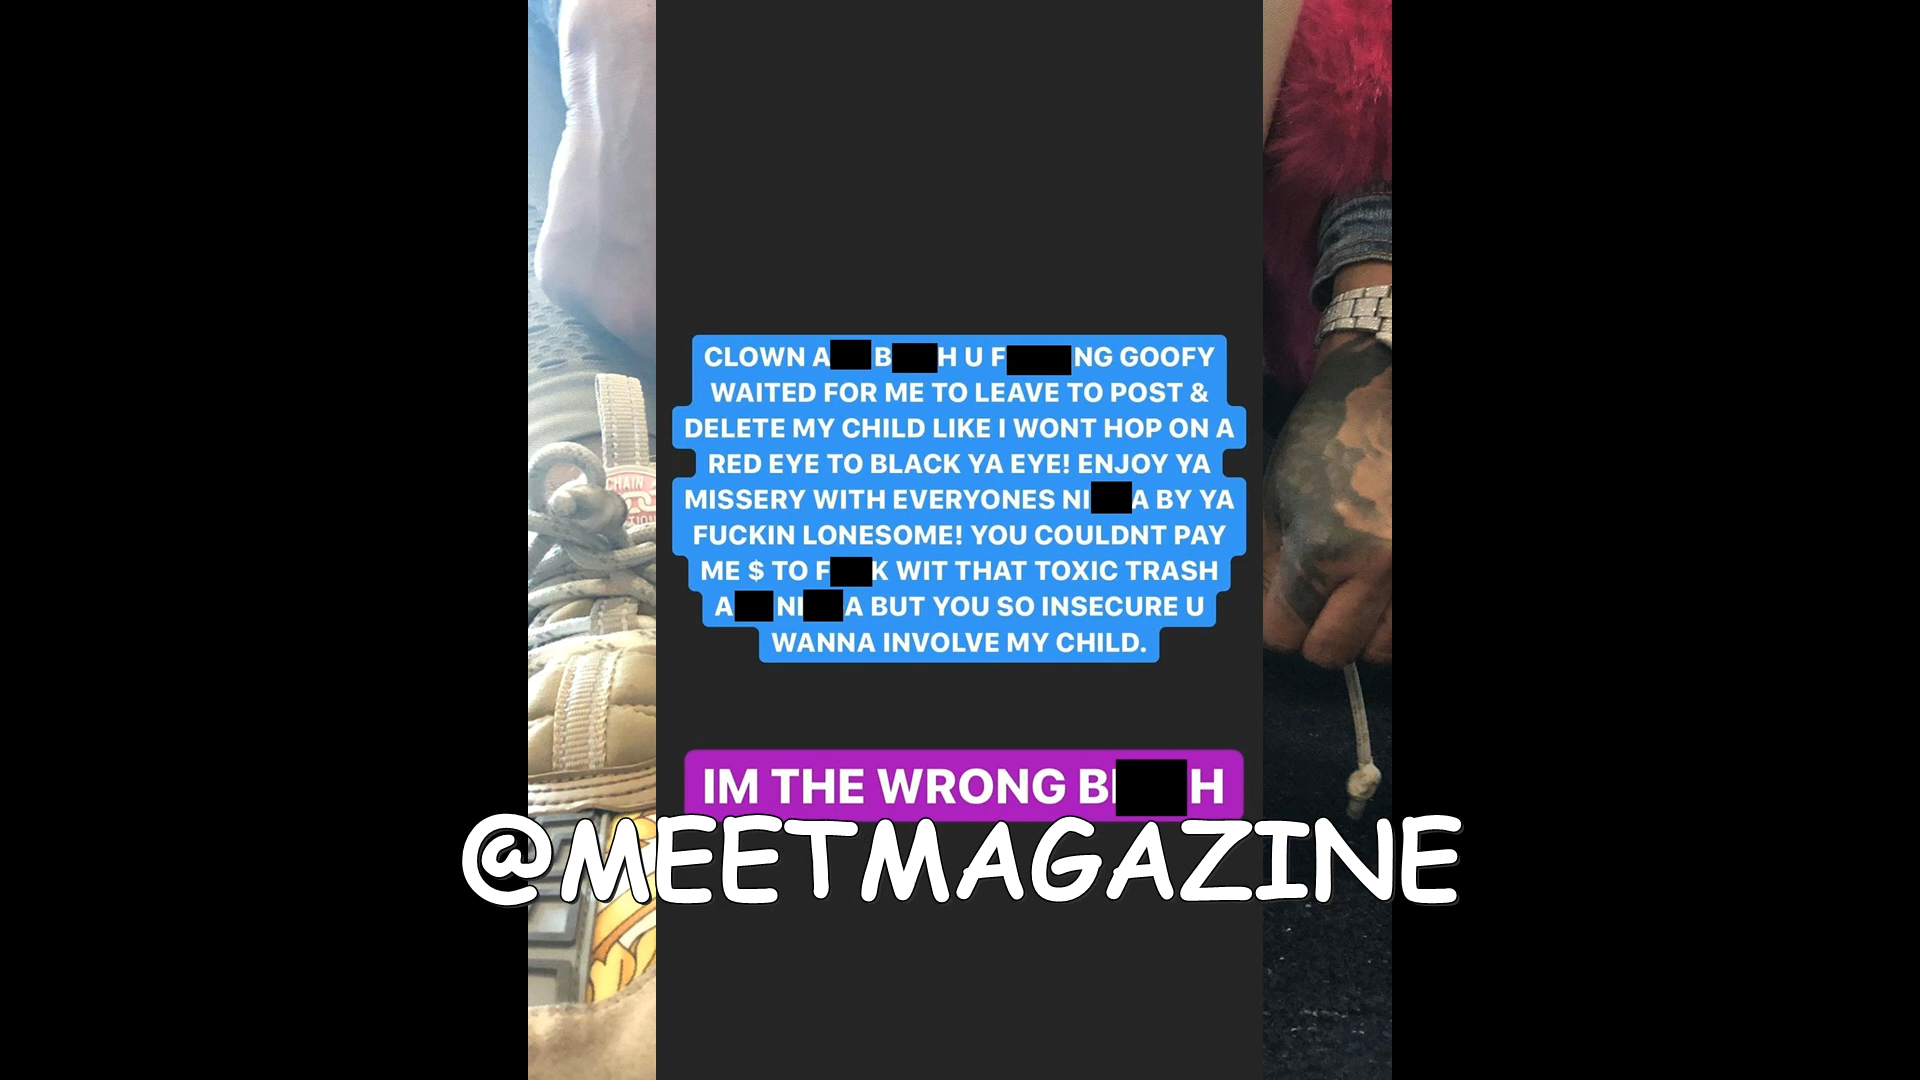 CLOWN A B H U F NG GOOFY
WAITED FOR ME TO LEAVE TO POST &
DELETE MY CHILD LIKE I WONT HOP ON A
RED EYE TO BLACK YA EYE! ENJOY YA
MISSERY WITH EVERYONES NI A BY YA
FUCKIN LONESOME! YOU COULDNT PAY
ME $ TO F K WIT THAT TOXIC TRASH
A NI A BUT YOU SO INSECURE U
WANNA INVOLVE MY CHILD.
IM THE WRONG BI H
@MEETMAGAZINE
CHAIN